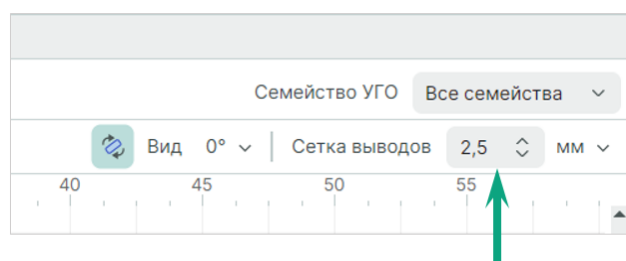 Семейство УГО Все семейства
Вид 0° Сетка выводов 2,5 мм
40 45 50 55